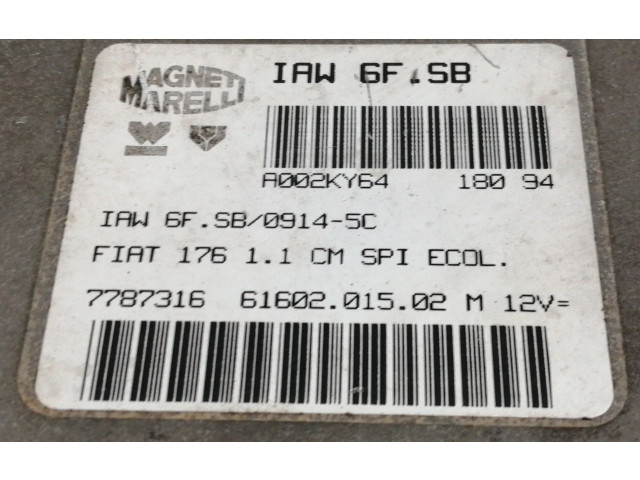 MAGNETI
MARELLI
IAW 6F.SB
A002KY64 180 94
IAW 6F.SB/0914-5C
FIAT 176 1.1 CM SPI ECOL.
7787316 61602.015.02 M 12V=